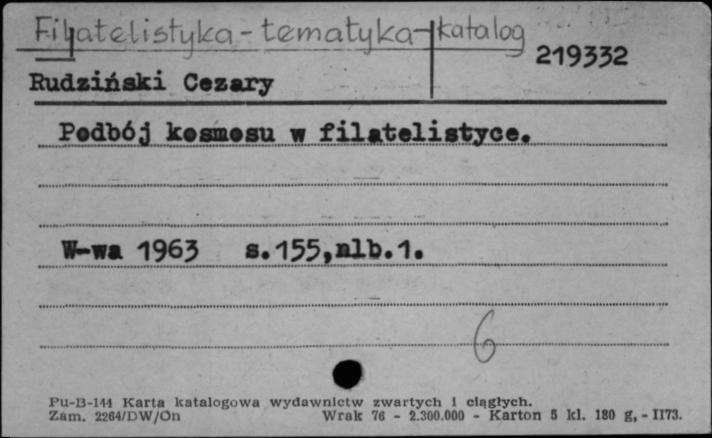 Filatelistyka - tematyka - katalog
219332
Rudziński Cezary
Podbój kosmosu w filatelistyce.
W-wa 1963 s.155,nlb.1.
6
Pu-B-144 Karta katalogowa wydawnictw zwartych i ciągłych.
Zam. 2264/DW/On Wrak 76 - 2.300.000 - Karton 5 kl. 180 g, - II73.